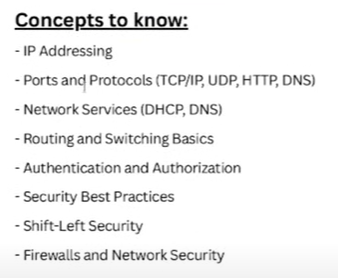 Concepts to know:
- IP Addressing
- Ports and Protocols (TCP/IP, UDP, HTTP, DNS)
- Network Services (DHCP, DNS)
- Routing and Switching Basics
- Authentication and Authorization
- Security Best Practices
- Shift-Left Security
- Firewalls and Network Security